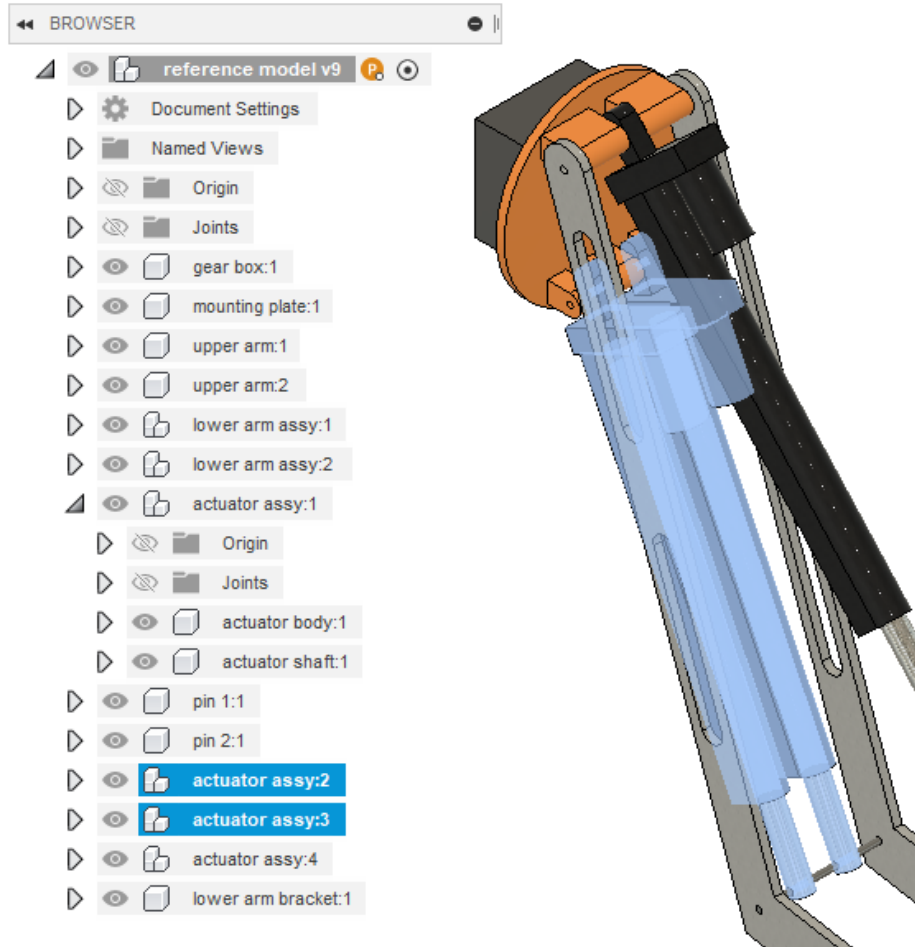 BROWSER
reference model v9 P
Document Settings
Named Views
Origin
Joints
gear box:1
mounting plate:1
upper arm:1
upper arm:2
lower arm assy:1
lower arm assy:2
actuator assy:1
Origin
Joints
actuator body:1
actuator shaft:1
pin 1:1
pin 2:1
actuator assy:2
actuator assy:3
actuator assy:4
lower arm bracket:1